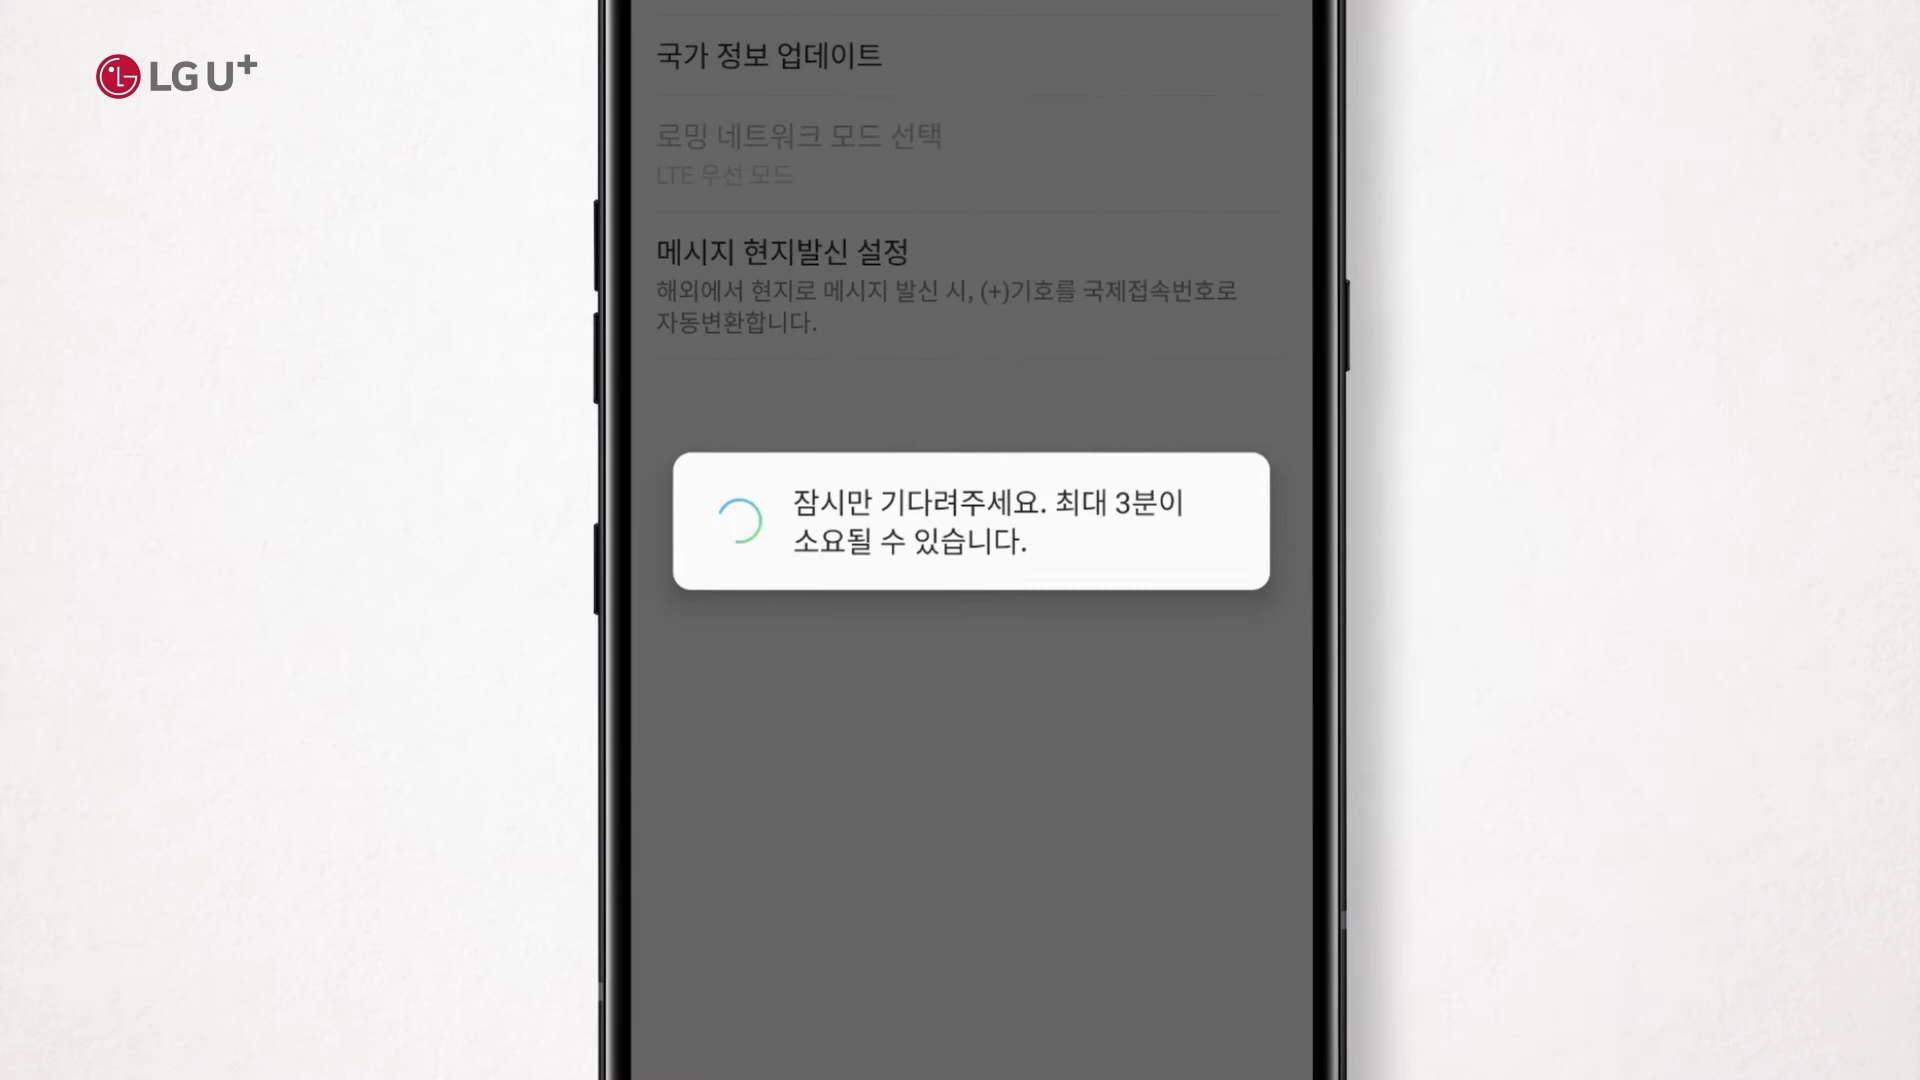 LG U+
국가 정보 업데이트
로밍 네트워크 모드 선택
LTE 우선 모드
메시지 현지발신 설정
해외에서 현지로 메시지 발신 시, (+)기호를 국제접속번호로
자동변환합니다.
잠시만 기다려주세요. 최대 3분이
소요될 수 있습니다.